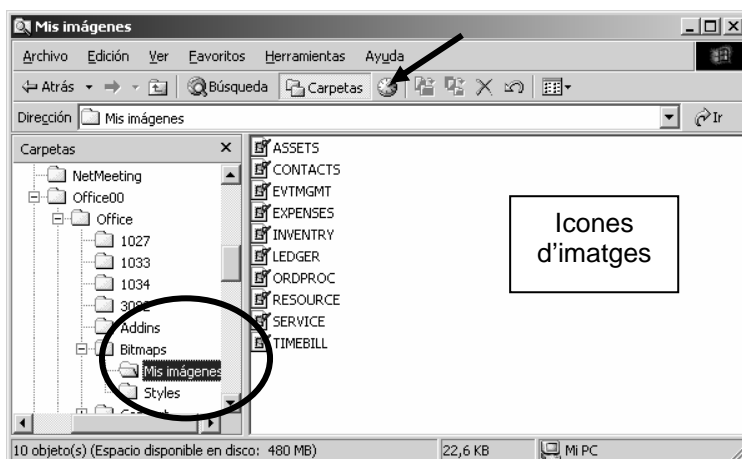 Mis imágenes
Archivo Edición Ver Favoritos Herramientas Ayuda
Atrás Búsqueda Carpetas
Dirección Mis imágenes Ir
Carpetas
NetMeeting
Office00
Office
1027
1033
1034
3082
Addins
Bitmaps
Mis imágenes
Styles
ASSETS
CONTACTS
EVTMGMT
EXPENSES
INVENTRY
LEDGER
ORDPROC
RESOURCE
SERVICE
TIMEBILL
Icones
d'imatges
10 objeto(s) (Espacio disponible en disco: 480 MB) 22,6 KB Mi PC